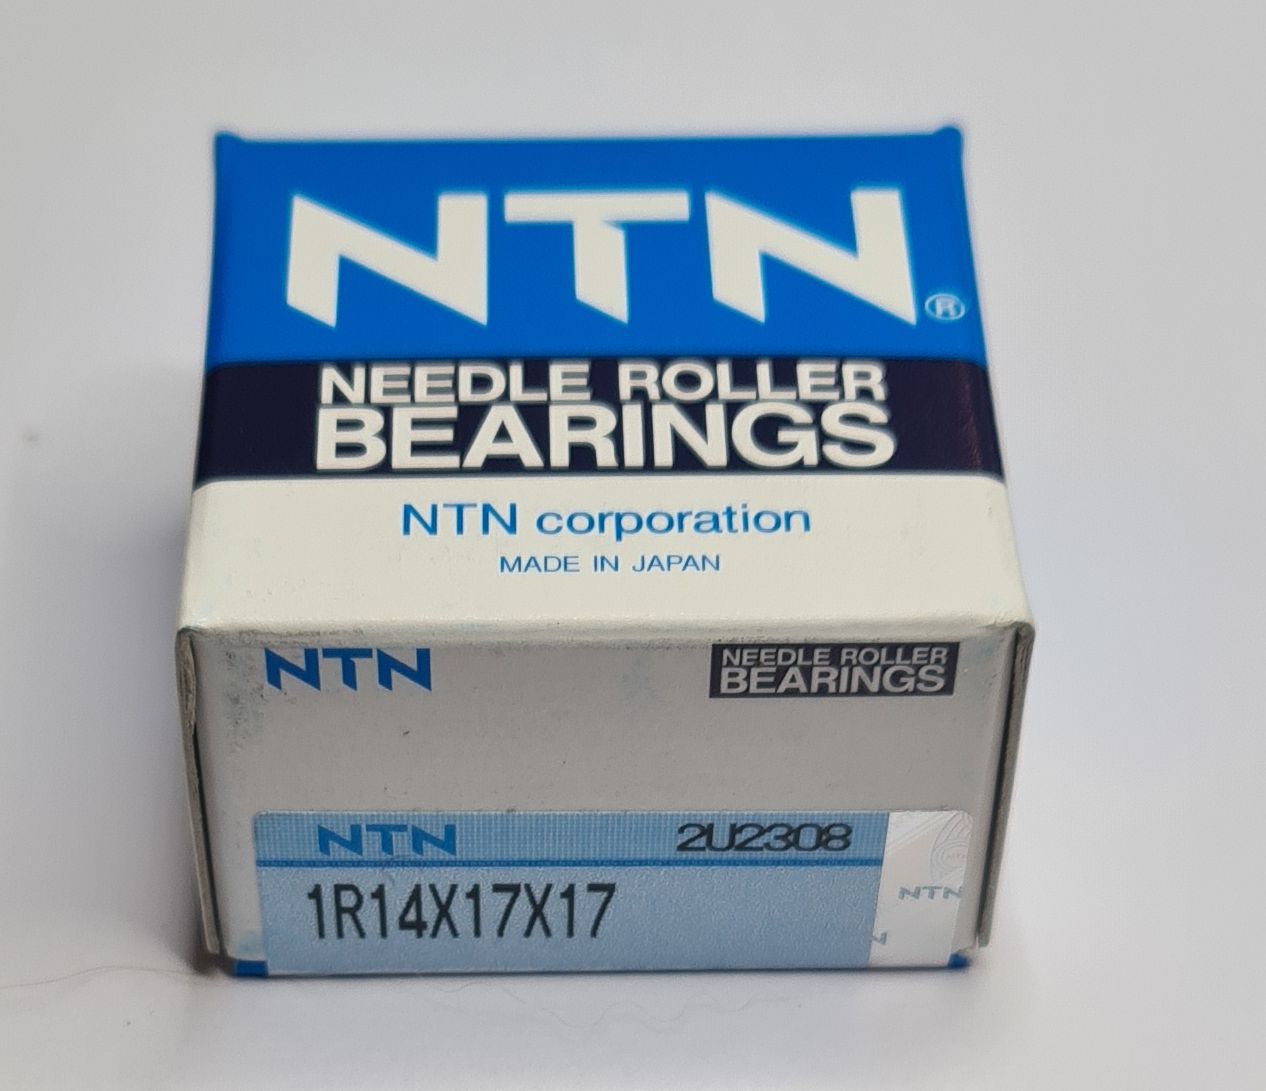 NTN®
NEEDLE ROLLER
BEARINGS
NTN corporation
MADE IN JAPAN
NTN
NEEDLE ROLLER
BEARINGS
NTN
2U2308
1R14X17X17
NTN
N